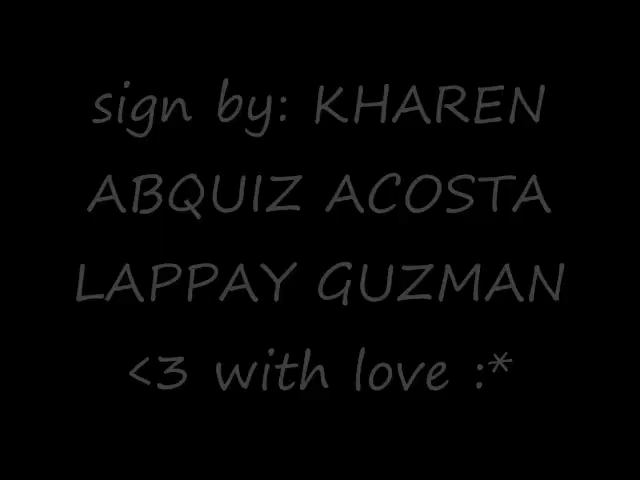 sign by: KHAREN
ABQUIZ ACOSTA
LAPPAY GUZMAN
<3 with love :*